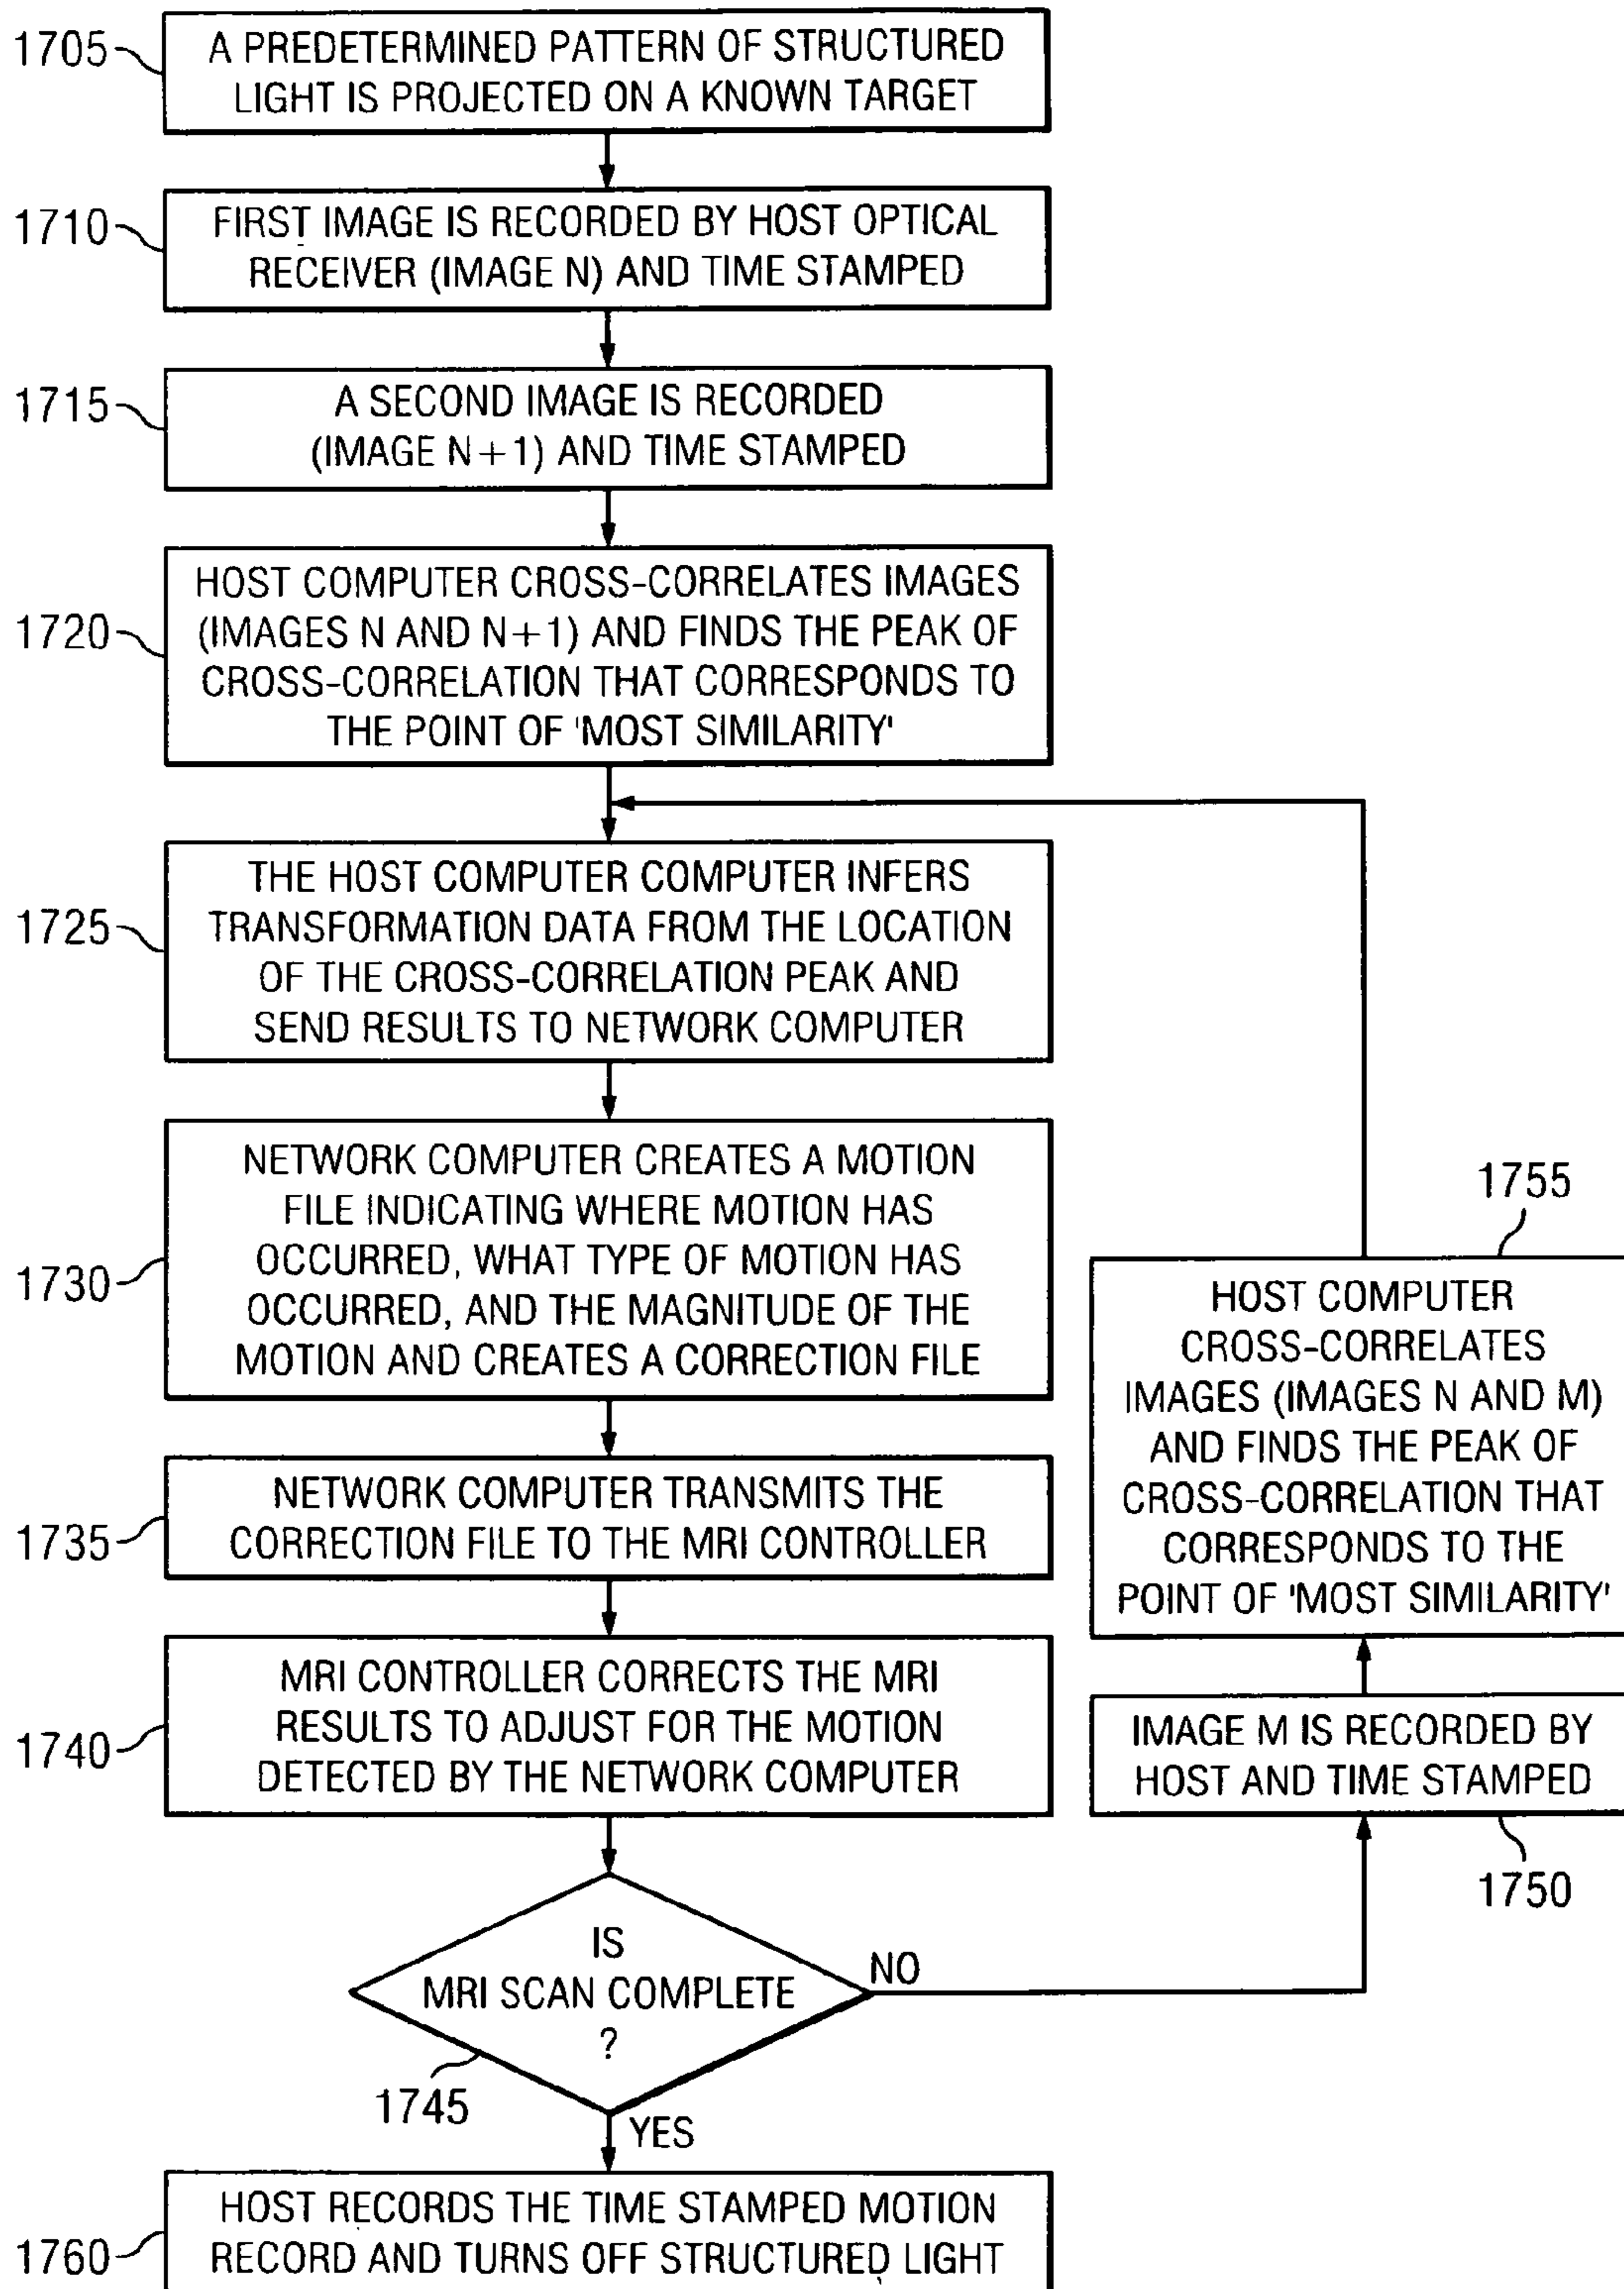 1705
A PREDETERMINED PATTERN OF STRUCTURED
LIGHT IS PROJECTED ON A KNOWN TARGET
1710
FIRST IMAGE IS RECORDED BY HOST OPTICAL
RECEIVER (IMAGE N) AND TIME STAMPED
1715
A SECOND IMAGE IS RECORDED
(IMAGE N+1) AND TIME STAMPED
1720
HOST COMPUTER CROSS-CORRELATES IMAGES
(IMAGES N AND N+1) AND FINDS THE PEAK OF
CROSS-CORRELATION THAT CORRESPONDS TO
THE POINT OF 'MOST SIMILARITY'
1725
THE HOST COMPUTER COMPUTER INFERS
TRANSFORMATION DATA FROM THE LOCATION
OF THE CROSS-CORRELATION PEAK AND
SEND RESULTS TO NETWORK COMPUTER
1730
NETWORK COMPUTER CREATES A MOTION
FILE INDICATING WHERE MOTION HAS
OCCURRED, WHAT TYPE OF MOTION HAS
OCCURRED, AND THE MAGNITUDE OF THE
MOTION AND CREATES A CORRECTION FILE
1735
NETWORK COMPUTER TRANSMITS THE
CORRECTION FILE TO THE MRI CONTROLLER
1740
MRI CONTROLLER CORRECTS THE MRI
RESULTS TO ADJUST FOR THE MOTION
DETECTED BY THE NETWORK COMPUTER
IS
MRI SCAN COMPLETE
?
1745
NO
YES
1755
HOST COMPUTER
CROSS-CORRELATES
IMAGES (IMAGES N AND M)
AND FINDS THE PEAK OF
CROSS-CORRELATION THAT
CORRESPONDS TO THE
POINT OF 'MOST SIMILARITY'
IMAGE M IS RECORDED BY
HOST AND TIME STAMPED
1750
1760
HOST RECORDS THE TIME STAMPED MOTION
RECORD AND TURNS OFF STRUCTURED LIGHT